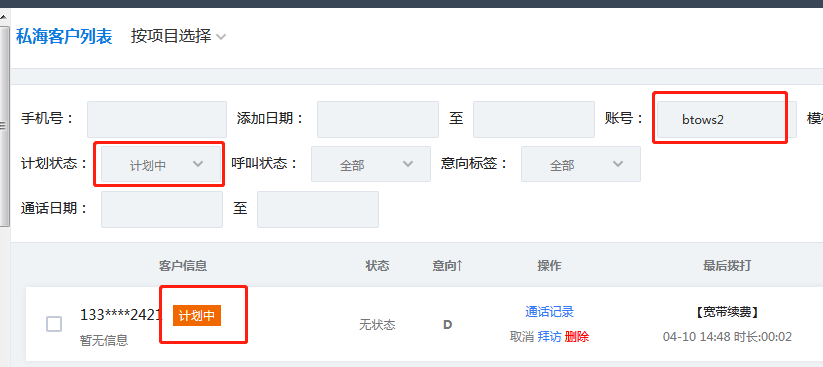 私海客户列表 按项目选择
手机号： 添加日期： 至 账号： btows2
计划状态： 计划中 呼叫状态： 全部 意向标签： 全部
通话日期： 至
客户信息 状态 意向↑ 操作 最后拨打
133****2421 计划中 无状态 D 通话记录 【宽带续费】
暂无信息 取消 拜访 删除 04-10 14:48 时长:00:02